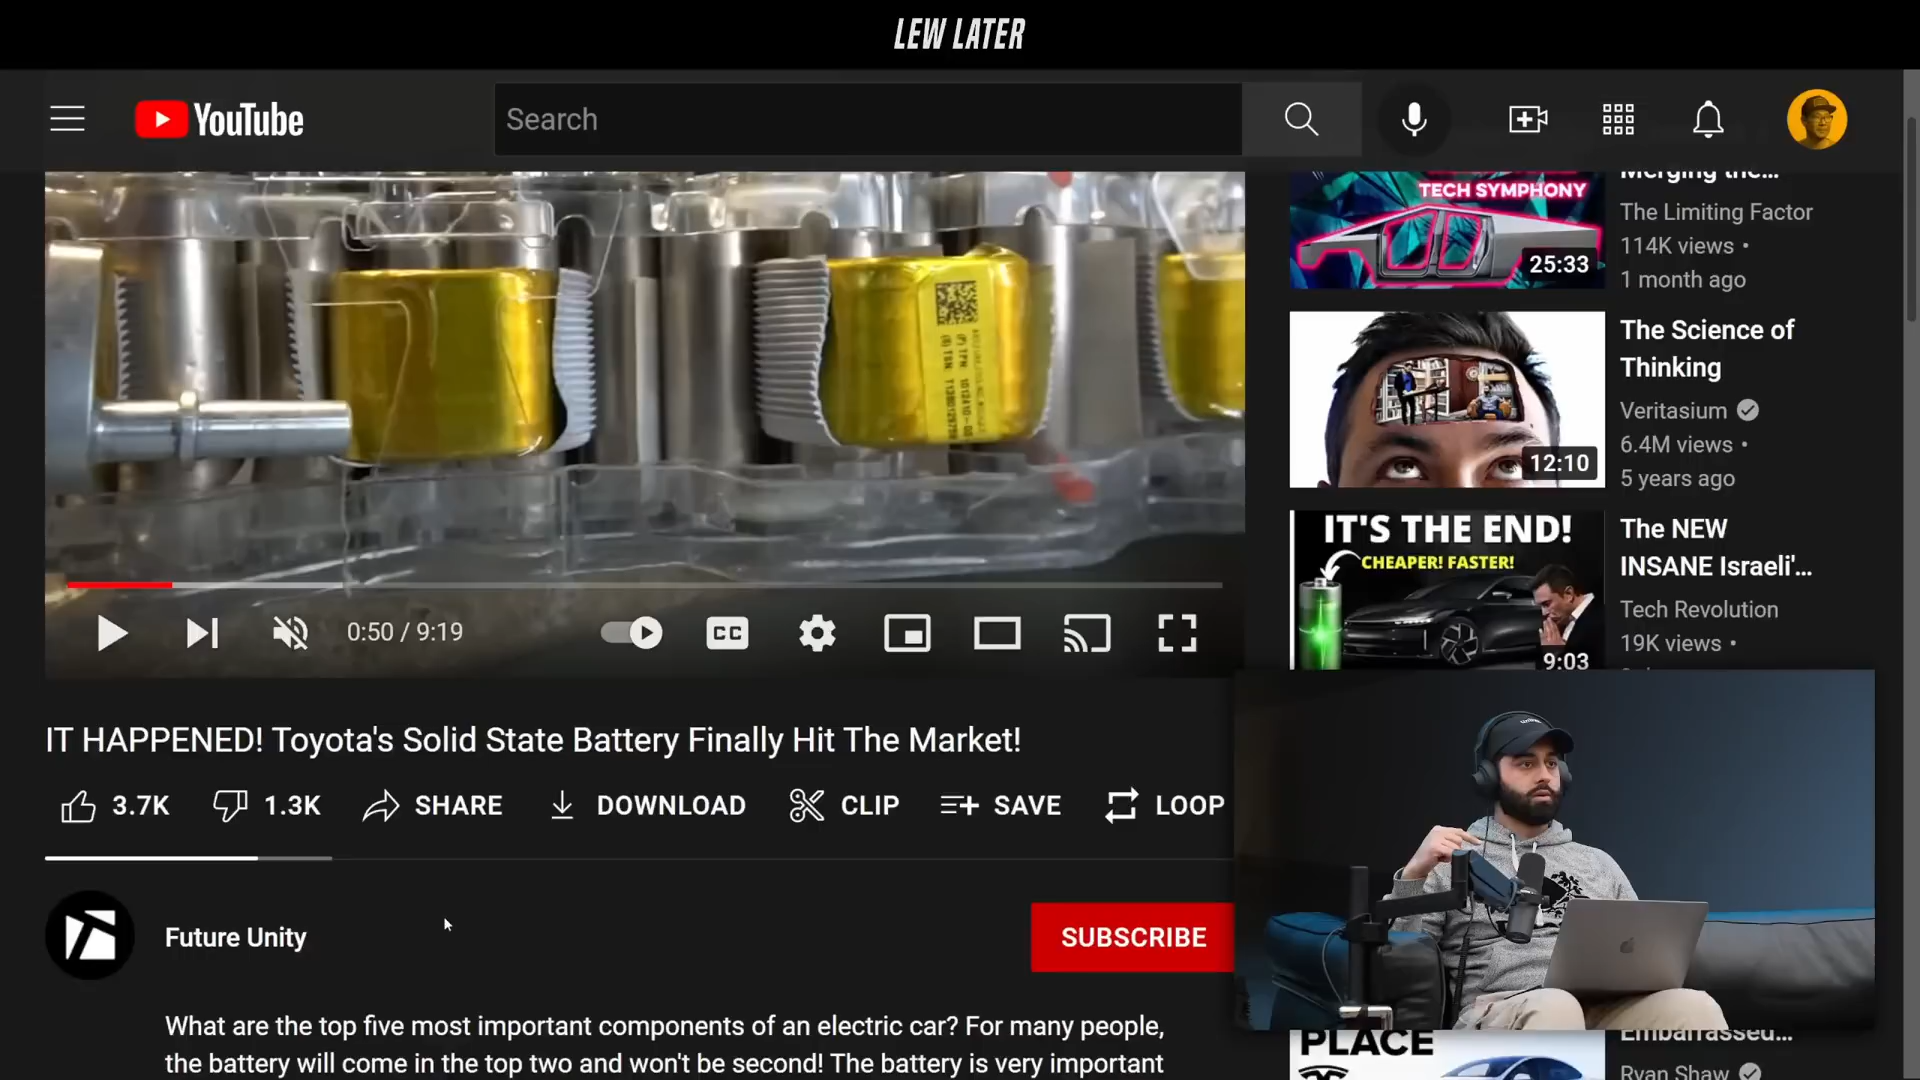 LEW LATER
YouTube
Search
TECH SYMPHONY
25:33
Merging the...
The Limiting Factor
114K views •
1 month ago
12:10
The Science of
Thinking
Veritasium
6.4M views •
5 years ago
IT'S THE END!
CHEAPER! FASTER!
9:03
The NEW
INSANE Israeli'...
Tech Revolution
19K views •
0:50 / 9:19
CC
IT HAPPENED! Toyota's Solid State Battery Finally Hit The Market!
3.7K
1.3K
SHARE
DOWNLOAD
CLIP
SAVE
LOOP
Future Unity
SUBSCRIBE
What are the top five most important components of an electric car? For many people,
the battery will come in the top two and won't be second! The battery is very important
PLACE
Embarrassed...
Ryan Shaw